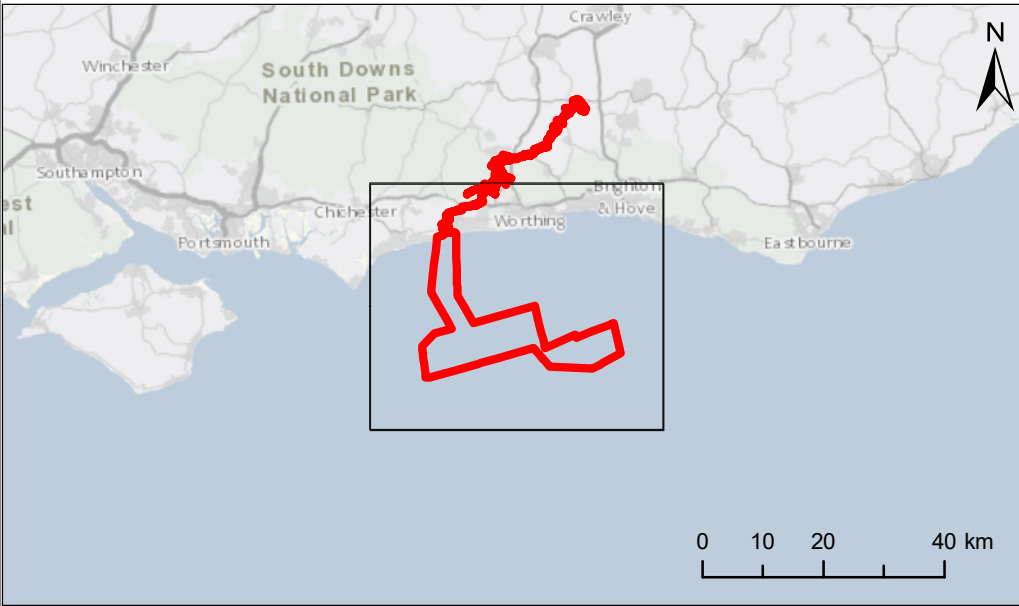 Crawley
N
Winchester
South Downs
National Park
Southampton
est
al
Chichester
Brighton
& Hove
Worthing
Portsmouth
Eastbourne
0 10 20 40 km